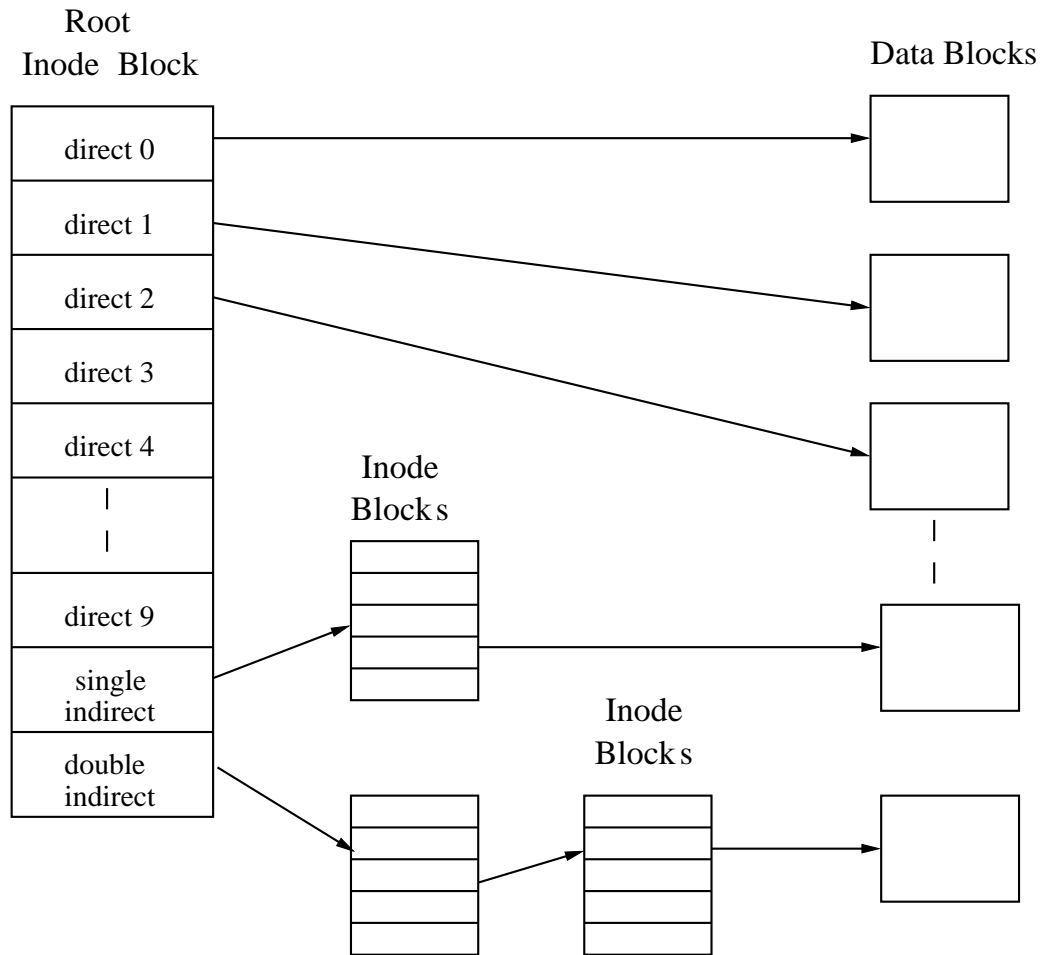 Root
Inode Block
Data Blocks
direct 0
direct 1
direct 2
direct 3
direct 4
Inode
Blocks
direct 9
single
indirect
Inode
Blocks
double
indirect